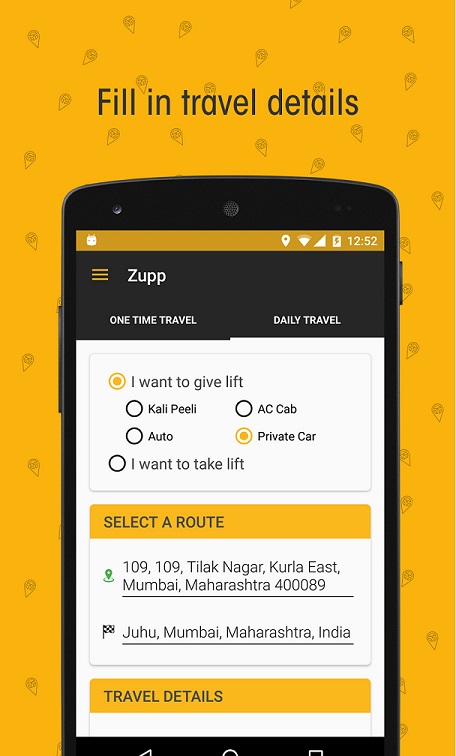 Fill in travel details
12:52
Zupp
ONE TIME TRAVEL DAILY TRAVEL
I want to give lift
Kali Peeli AC Cab
Auto Private Car
I want to take lift
SELECT A ROUTE
109, 109, Tilak Nagar, Kurla East,
Mumbai, Maharashtra 400089
Juhu, Mumbai, Maharashtra, India
TRAVEL DETAILS